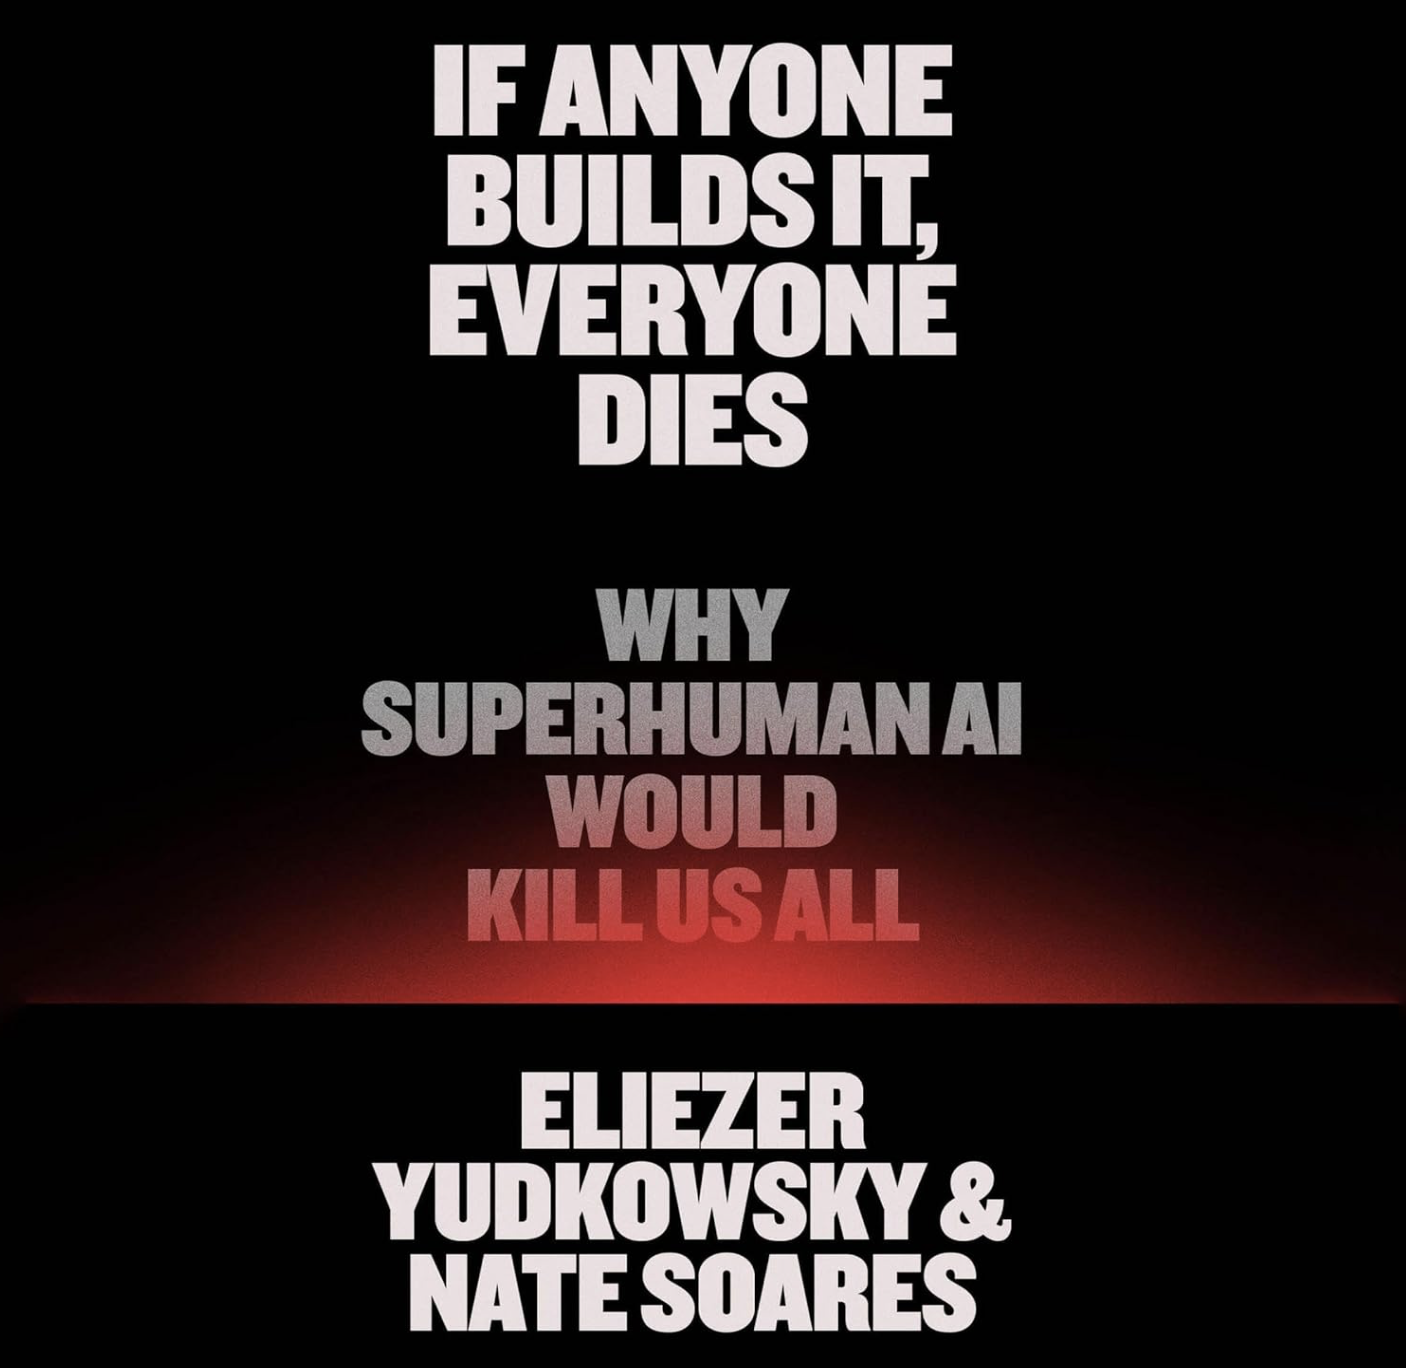 IF ANYONE
BUILDS IT,
EVERYONE
DIES
WHY
SUPERHUMAN AI
WOULD
KILL US ALL
ELIEZER
YUDKOWSKY &
NATE SOARES